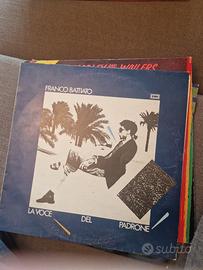 WAILERS
FRANCO BATTIATO
EMI
LA VOCE DEL PADRONE
subito